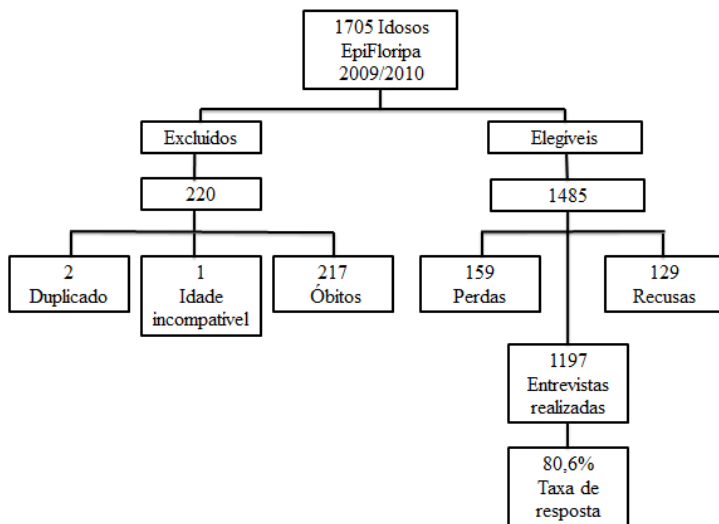 1705 Idosos
EpiFloripa
2009/2010
Excluidos
Elegíveis
220
1485
2
Duplicado
1
Idade
incompatível
217
Óbitos
159
Perdas
129
Recusas
1197
Entrevistas
realizadas
80,6%
Taxa de
resposta